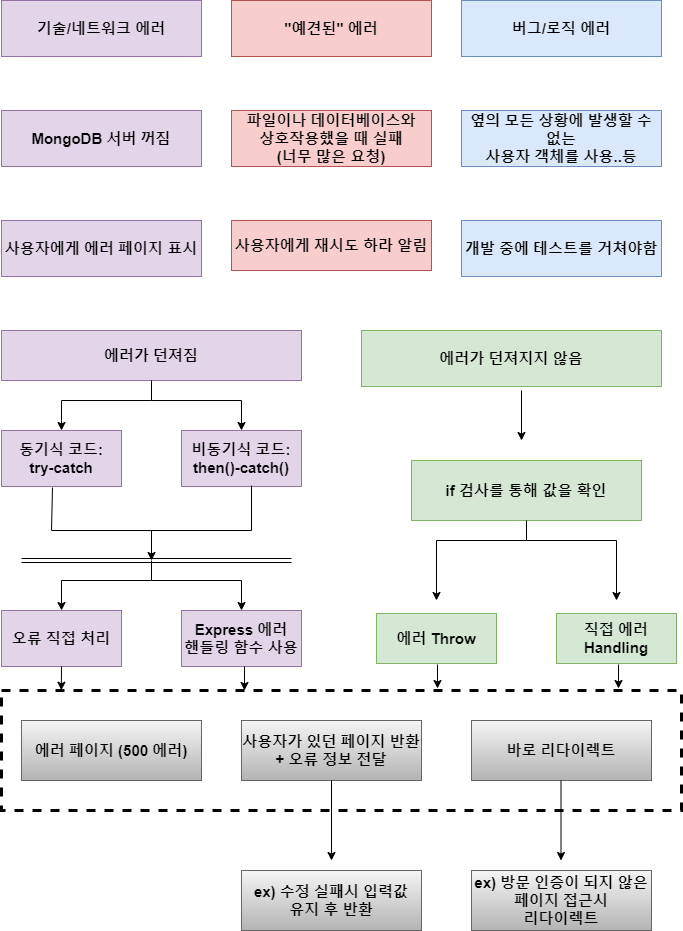 기술/네트워크 에러
"예견된" 에러
버그/로직 에러
MongoDB 서버 꺼짐
파일이나 데이터베이스와
상호작용했을 때 실패
(너무 많은 요청)
옆의 모든 상황에 발생할 수
없는
사용자 객체를 사용..등
사용자에게 에러 페이지 표시
사용자에게 재시도 하라 알림
개발 중에 테스트를 거쳐야함
에러가 던져짐
에러가 던져지지 않음
동기식 코드:
try-catch
비동기식 코드:
then()-catch()
if 검사를 통해 값을 확인
오류 직접 처리
Express 에러
핸들링 함수 사용
에러 Throw
직접 에러
Handling
에러 페이지 (500 에러)
사용자가 있던 페이지 반환
+ 오류 정보 전달
바로 리다이렉트
ex) 수정 실패시 입력값
유지 후 반환
ex) 방문 인증이 되지 않은
페이지 접근시
리다이렉트